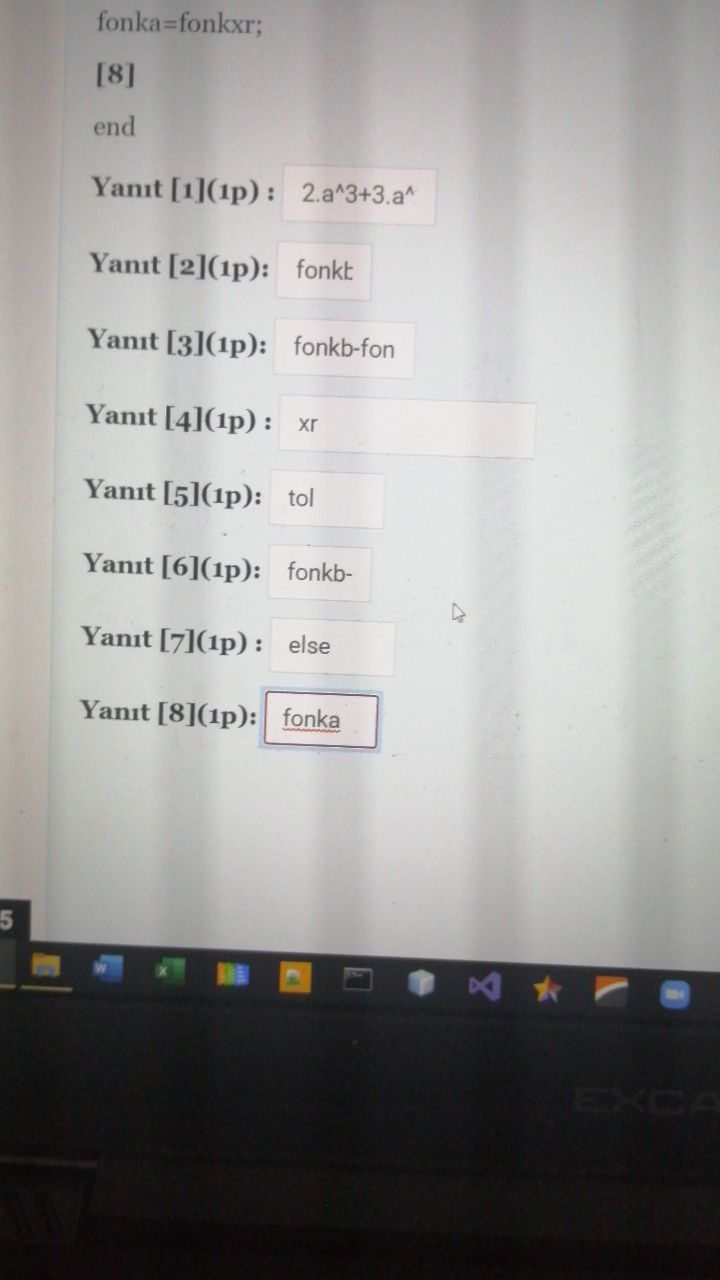 fonka=fonkxr;
[8]
end
Yanıt [1](1p) : 2.a^3+3.a^
Yanıt [2](1p): fonkb
Yanıt [3](1p): fonkb-fon
Yanıt [4](1p) : xr
Yanıt [5](1p): tol
Yanıt [6](1p): fonkb-
Yanıt [7](1p) : else
Yanıt [8](1p): fonka
5
EXCA